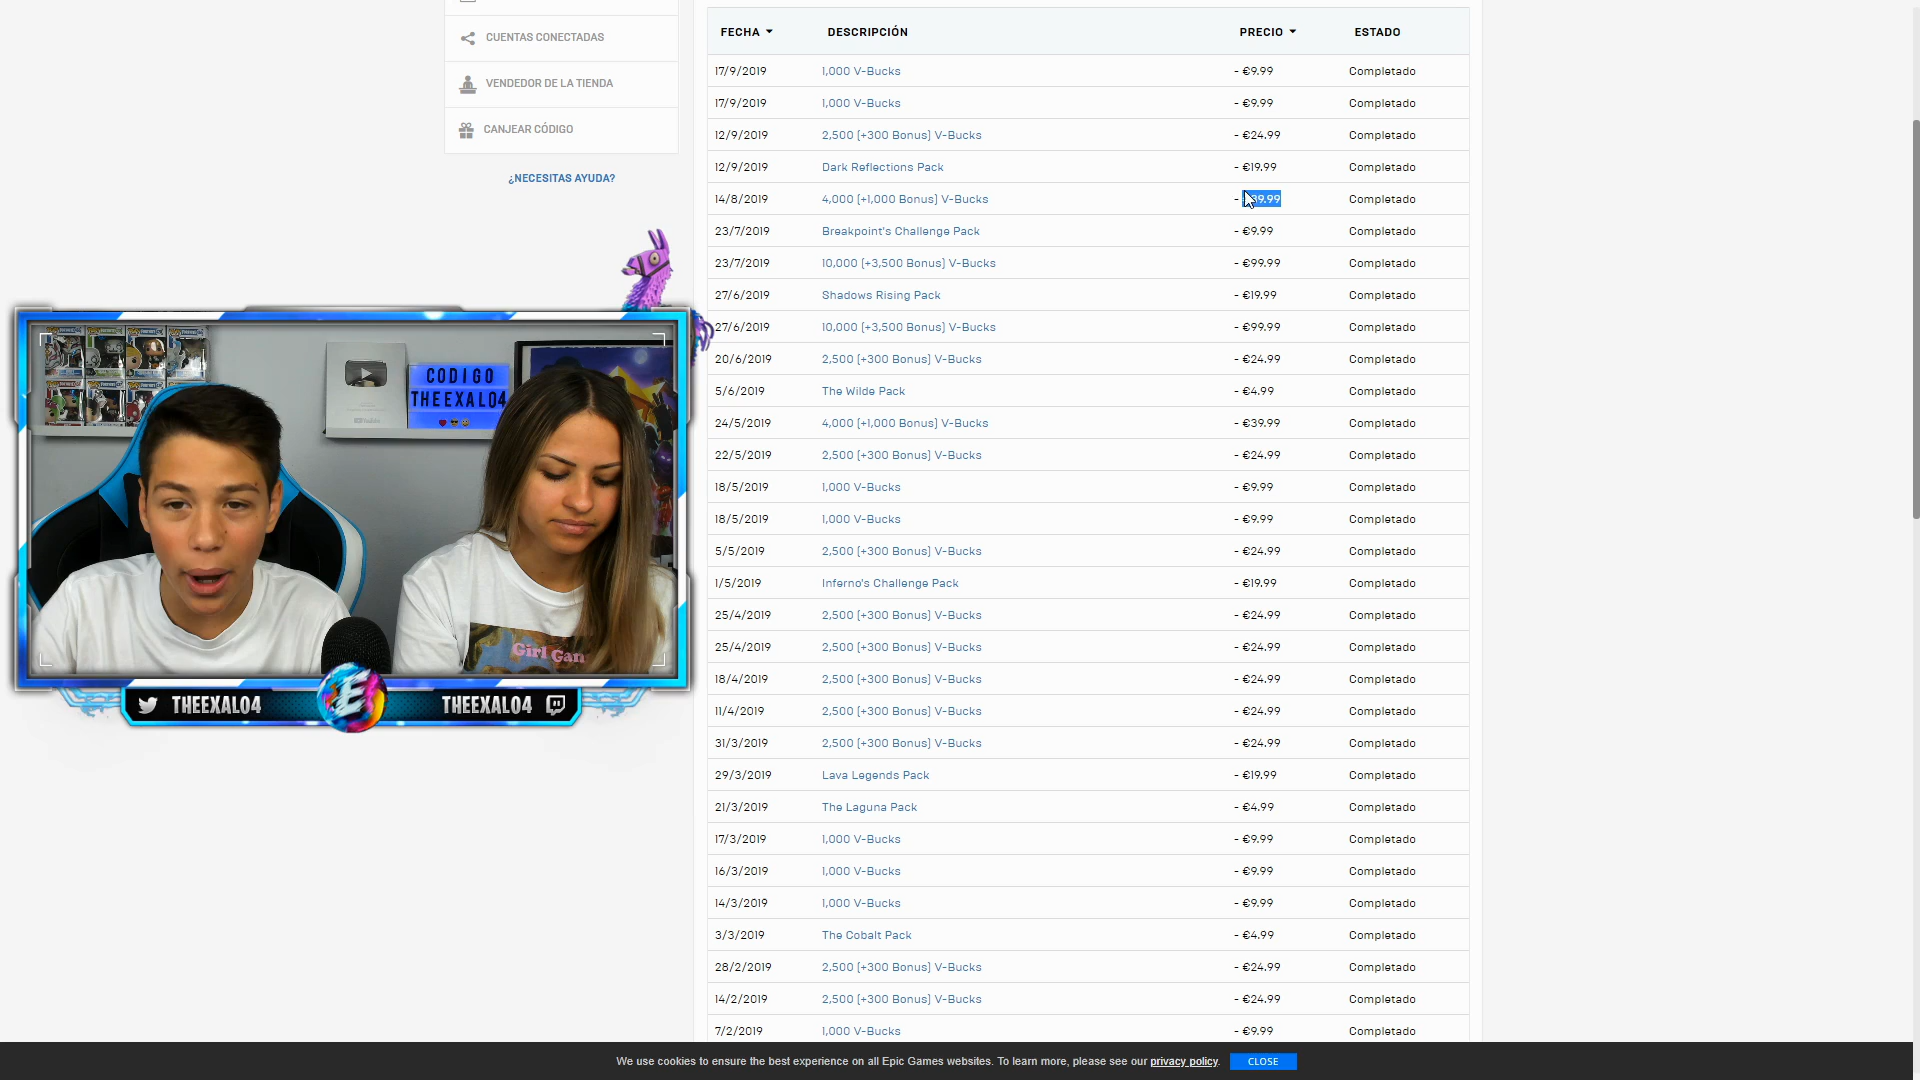 CUENTAS CONECTADAS
VENDEDOR DE LA TIENDA
CANJEAR CÓDIGO
¿NECESITAS AYUDA?
FECHA DESCRIPCIÓN PRECIO ESTADO
17/9/2019 1,000 V-Bucks - €9.99 Completado
17/9/2019 1,000 V-Bucks - €9.99 Completado
12/9/2019 2,500 (+300 Bonus) V-Bucks - €24.99 Completado
12/9/2019 Dark Reflections Pack - €19.99 Completado
14/8/2019 4,000 (+1,000 Bonus) V-Bucks - 39.99 Completado
23/7/2019 Breakpoint's Challenge Pack - €9.99 Completado
23/7/2019 10,000 (+3,500 Bonus) V-Bucks - €99.99 Completado
27/6/2019 Shadows Rising Pack - €19.99 Completado
27/6/2019 10,000 (+3,500 Bonus) V-Bucks - €99.99 Completado
20/6/2019 2,500 (+300 Bonus) V-Bucks - €24.99 Completado
5/6/2019 The Wilde Pack - €4.99 Completado
24/5/2019 4,000 (+1,000 Bonus) V-Bucks - €39.99 Completado
22/5/2019 2,500 (+300 Bonus) V-Bucks - €24.99 Completado
18/5/2019 1,000 V-Bucks - €9.99 Completado
18/5/2019 1,000 V-Bucks - €9.99 Completado
5/5/2019 2,500 (+300 Bonus) V-Bucks - €24.99 Completado
1/5/2019 Inferno's Challenge Pack - €19.99 Completado
25/4/2019 2,500 (+300 Bonus) V-Bucks - €24.99 Completado
25/4/2019 2,500 (+300 Bonus) V-Bucks - €24.99 Completado
18/4/2019 2,500 (+300 Bonus) V-Bucks - €24.99 Completado
11/4/2019 2,500 (+300 Bonus) V-Bucks - €24.99 Completado
31/3/2019 2,500 (+300 Bonus) V-Bucks - €24.99 Completado
29/3/2019 Lava Legends Pack - €19.99 Completado
21/3/2019 The Laguna Pack - €4.99 Completado
17/3/2019 1,000 V-Bucks - €9.99 Completado
16/3/2019 1,000 V-Bucks - €9.99 Completado
14/3/2019 1,000 V-Bucks - €9.99 Completado
3/3/2019 The Cobalt Pack - €4.99 Completado
28/2/2019 2,500 (+300 Bonus) V-Bucks - €24.99 Completado
14/2/2019 2,500 (+300 Bonus) V-Bucks - €24.99 Completado
7/2/2019 1,000 V-Bucks - €9.99 Completado
CODIGO
THEEXAL04
Girl Gan
THEEXAL04 THEEXAL04
We use cookies to ensure the best experience on all Epic Games websites. To learn more, please see our privacy policy. CLOSE